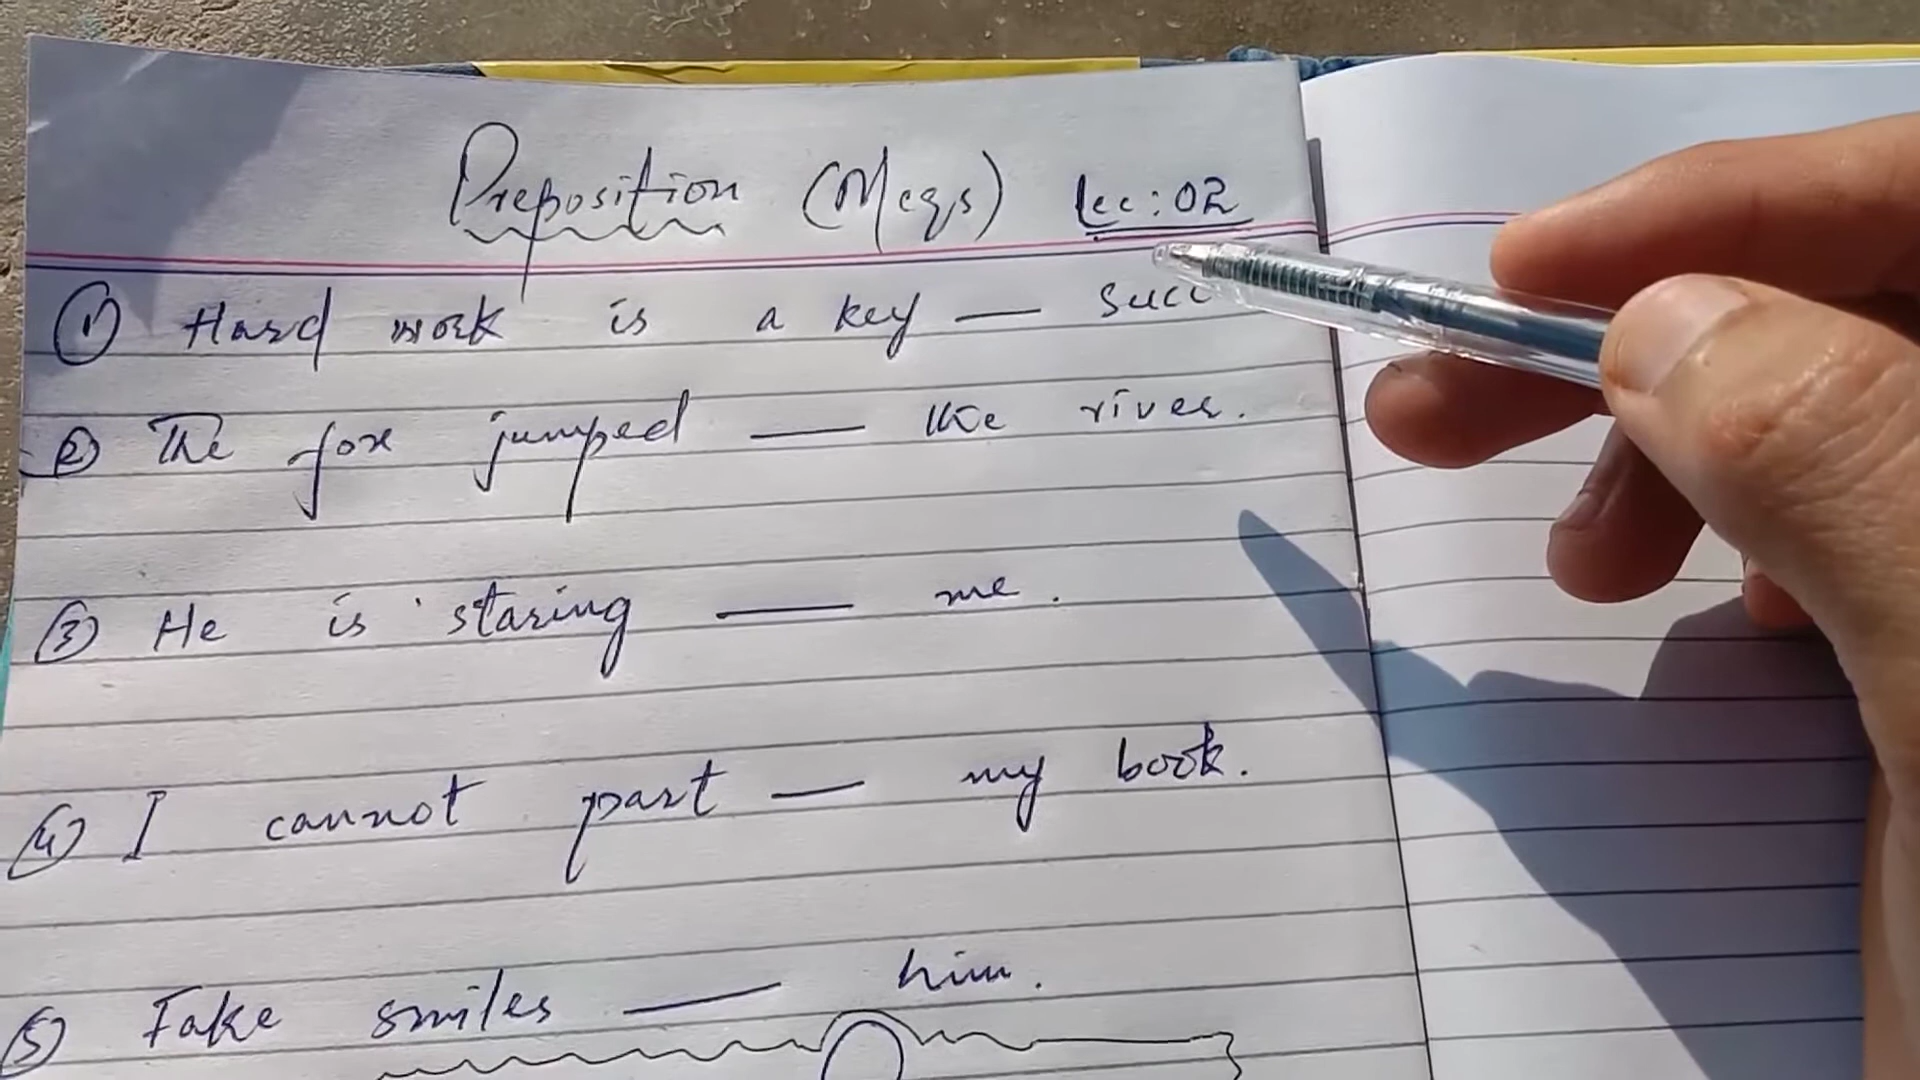 Preposition (Mcqs) Lec:02
① Hard work is a key — succ
② The fox jumped — the river.
③ He is staring — me.
④ I cannot part — my book.
⑤ Fake smiles — him.